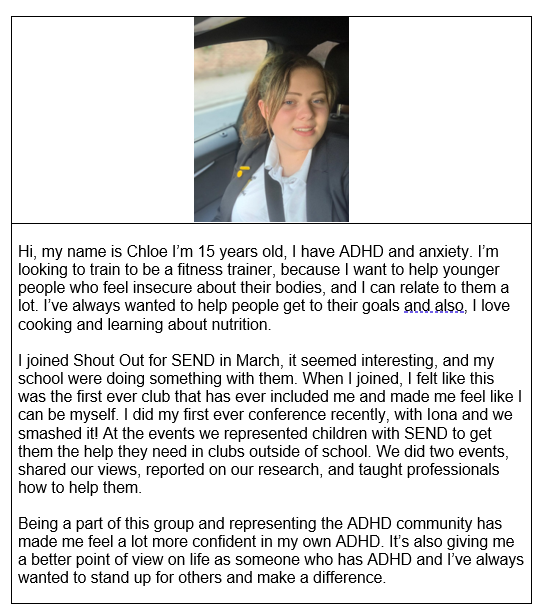 Hi, my name is Chloe I'm 15 years old, I have ADHD and anxiety. I'm
looking to train to be a fitness trainer, because I want to help younger
people who feel insecure about their bodies, and I can relate to them a
lot. I've always wanted to help people get to their goals and also, I love
cooking and learning about nutrition.
I joined Shout Out for SEND in March, it seemed interesting, and my
school were doing something with them. When I joined, I felt like this
was the first ever club that has ever included me and made me feel like I
can be myself. I did my first ever conference recently, with Iona and we
smashed it! At the events we represented children with SEND to get
them the help they need in clubs outside of school. We did two events,
shared our views, reported on our research, and taught professionals
how to help them.
Being a part of this group and representing the ADHD community has
made me feel a lot more confident in my own ADHD. It's also giving me
a better point of view on life as someone who has ADHD and I've always
wanted to stand up for others and make a difference.